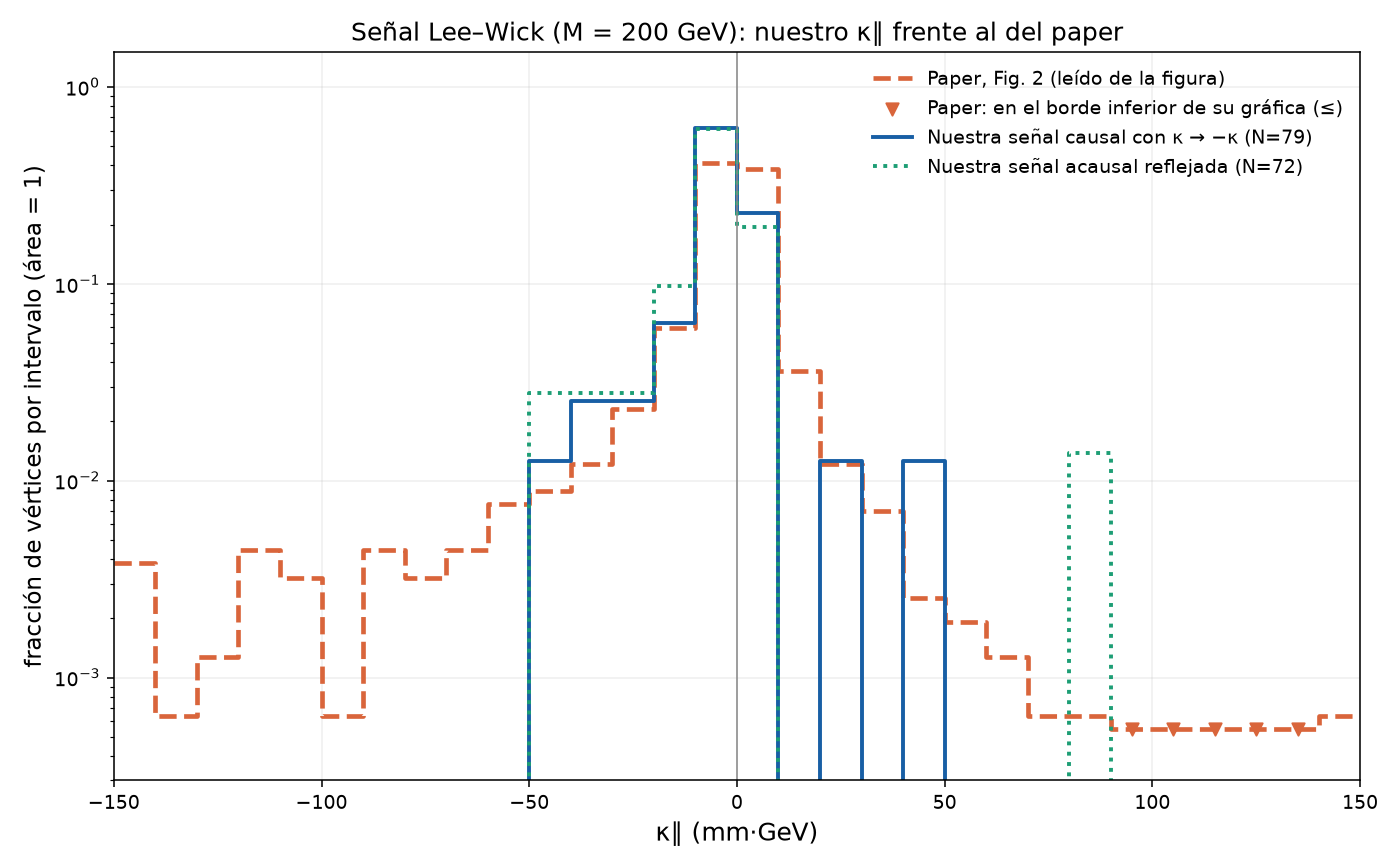 Señal Lee–Wick (M = 200 GeV): nuestro κ∥ frente al del paper
Paper, Fig. 2 (leído de la figura)
Paper: en el borde inferior de su gráfica (≤)
Nuestra señal causal con κ → −κ (N=79)
Nuestra señal acausal reflejada (N=72)
fracción de vértices por intervalo (área = 1)
10⁰
10⁻¹
10⁻²
10⁻³
−150 −100 −50 0 50 100 150
κ∥ (mm·GeV)